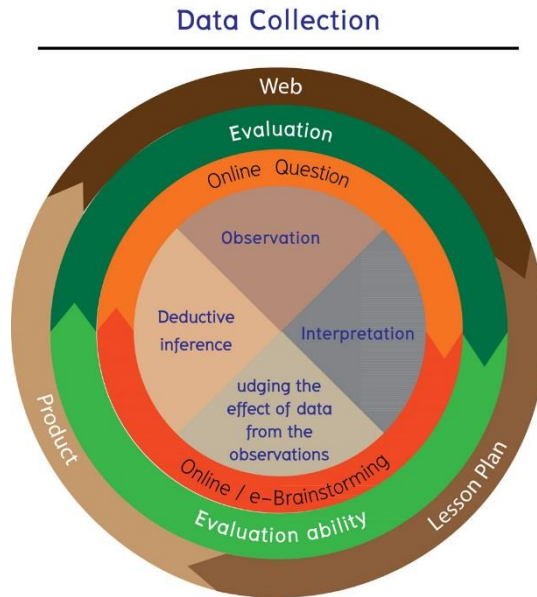 Data Collection
Web
Evaluation
Online Question
Observation
Deductive
inference
Interpretation
udging the
effect of data
from the
observations
Online / e-Brainstorming
Evaluation ability
Product
Lesson Plan